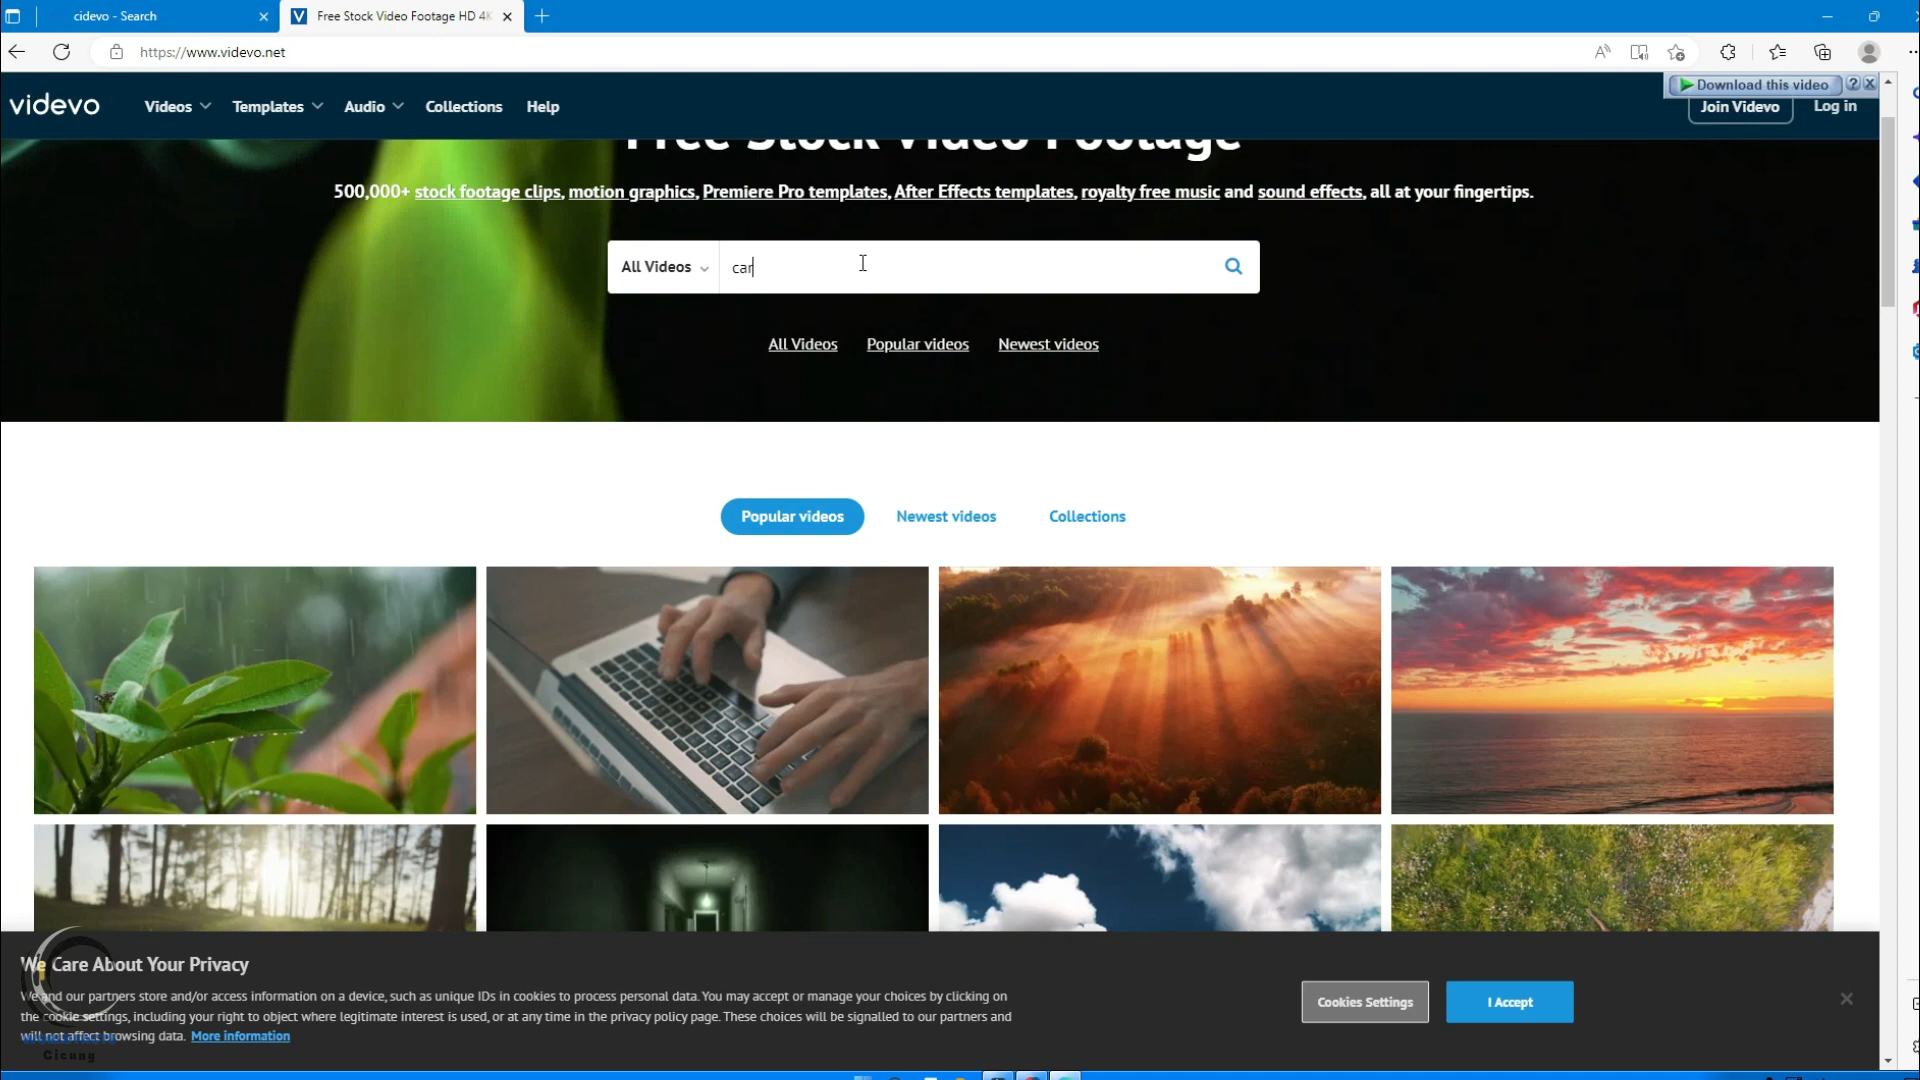 cidevo - Search
Free Stock Video Footage HD 4K
https://www.videvo.net
Download this video
videvo
Videos
Templates
Audio
Collections
Help
Join Videvo
Log in
Free Stock Video Footage
500,000+ stock footage clips, motion graphics, Premiere Pro templates, After Effects templates, royalty free music and sound effects, all at your fingertips.
All Videos
car
All Videos
Popular videos
Newest videos
Popular videos
Newest videos
Collections
We Care About Your Privacy
We and our partners store and/or access information on a device, such as unique IDs in cookies to process personal data. You may accept or manage your choices by clicking on
the cookie settings, including your right to object where legitimate interest is used, or at any time in the privacy policy page. These choices will be signalled to our partners and
will not affect browsing data. More information
Cookies Settings
I Accept
Cicung